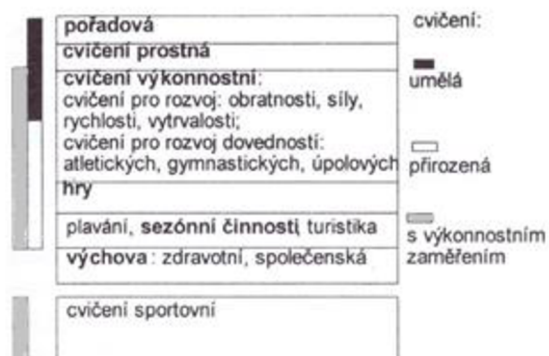 pořadová
cvičení prostná
cvičení výkonnostní:
cvičení pro rozvoj: obratnosti, síly,
rychlosti, vytrvalosti;
cvičení pro rozvoj dovedností:
atletických, gymnastických, úpolových
hry
plavání, sezónní činnosti, turistika
výchova: zdravotní, společenská
cvičení sportovní
cvičení:
umělá
přirozená
s výkonnostním
zaměřením